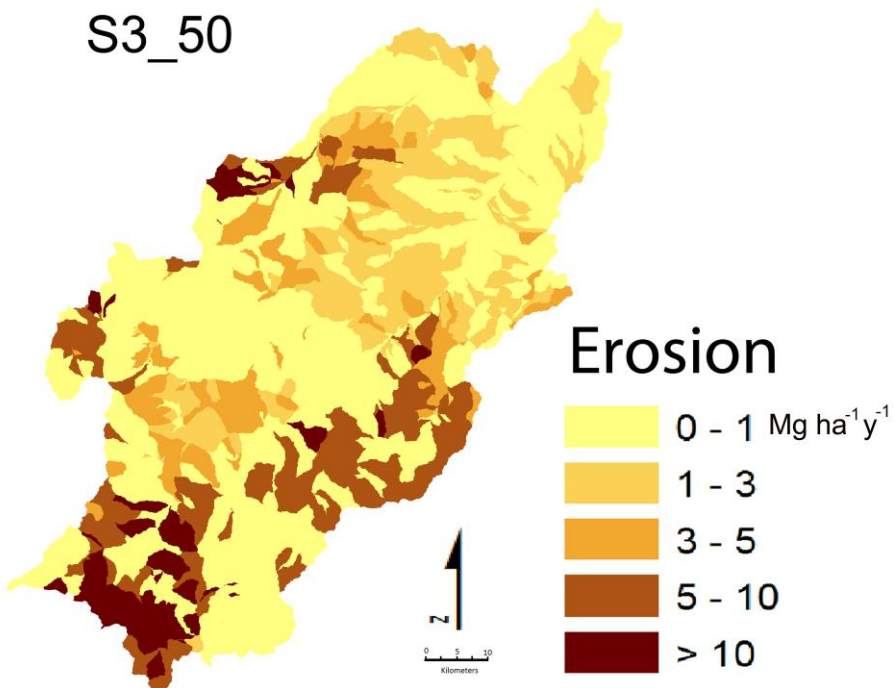 S3_50
Erosion
0 - 1 Mg ha⁻¹ y⁻¹
1 - 3
3 - 5
5 - 10
> 10
N
0 5 10
Kilometers